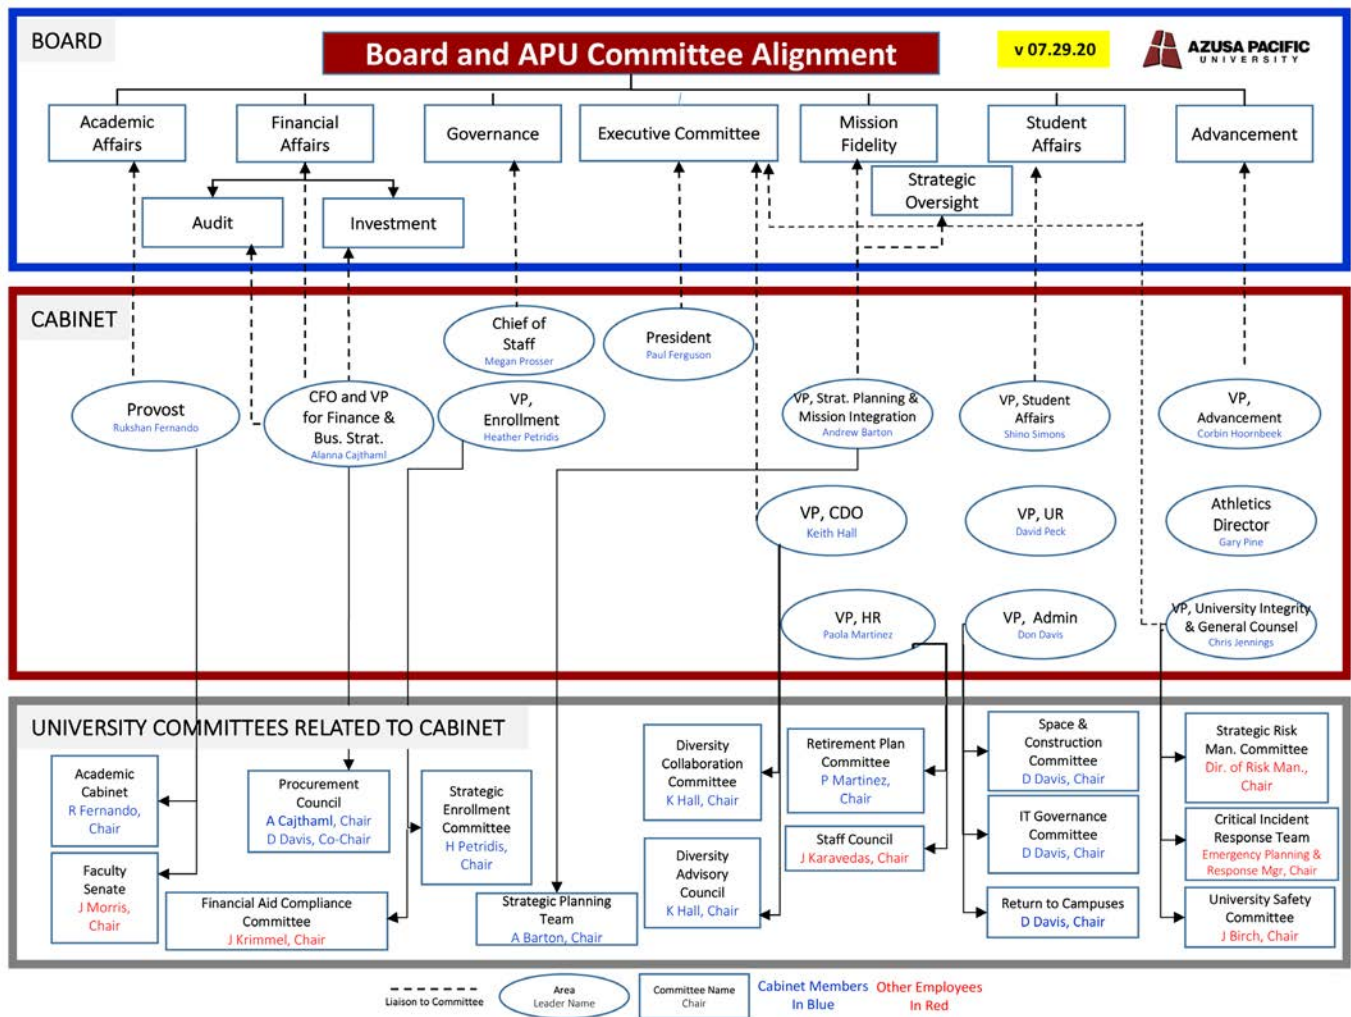 BOARD
Board and APU Committee Alignment
v 07.29.20
AZUSA PACIFIC
UNIVERSITY
Academic
Affairs
Financial
Affairs
Governance
Executive Committee
Mission
Fidelity
Student
Affairs
Advancement
Strategic
Oversight
Audit
Investment
CABINET
Chief of
Staff
Megan Prosser
President
Paul Ferguson
Provost
Rukshan Fernando
CFO and VP
for Finance &
Bus. Strat.
Alanna Cajthaml
VP,
Enrollment
Heather Petridis
VP, Strat. Planning &
Mission Integration
Andrew Barton
VP, Student
Affairs
Shino Simons
VP,
Advancement
Corbin Hoornbeek
VP, CDO
Keith Hall
VP, UR
David Peck
Athletics
Director
Gary Pine
VP, HR
Paola Martinez
VP, Admin
Don Davis
VP, University Integrity
& General Counsel
Chris Jennings
UNIVERSITY COMMITTEES RELATED TO CABINET
Academic
Cabinet
R Fernando,
Chair
Faculty
Senate
J Morris,
Chair
Procurement
Council
A Cajthaml, Chair
D Davis, Co-Chair
Financial Aid Compliance
Committee
J Krimmel, Chair
Strategic
Enrollment
Committee
H Petridis,
Chair
Strategic Planning
Team
A Barton, Chair
Diversity
Collaboration
Committee
K Hall, Chair
Diversity
Advisory
Council
K Hall, Chair
Retirement Plan
Committee
P Martinez,
Chair
Staff Council
J Karavedas, Chair
Space &
Construction
Committee
D Davis, Chair
IT Governance
Committee
D Davis, Chair
Return to Campuses
D Davis, Chair
Strategic Risk
Man. Committee
Dir. of Risk Man.,
Chair
Critical Incident
Response Team
Emergency Planning &
Response Mgr, Chair
University Safety
Committee
J Birch, Chair
Liaison to Committee
Area
Leader Name
Committee Name
Chair
Cabinet Members
In Blue
Other Employees
In Red